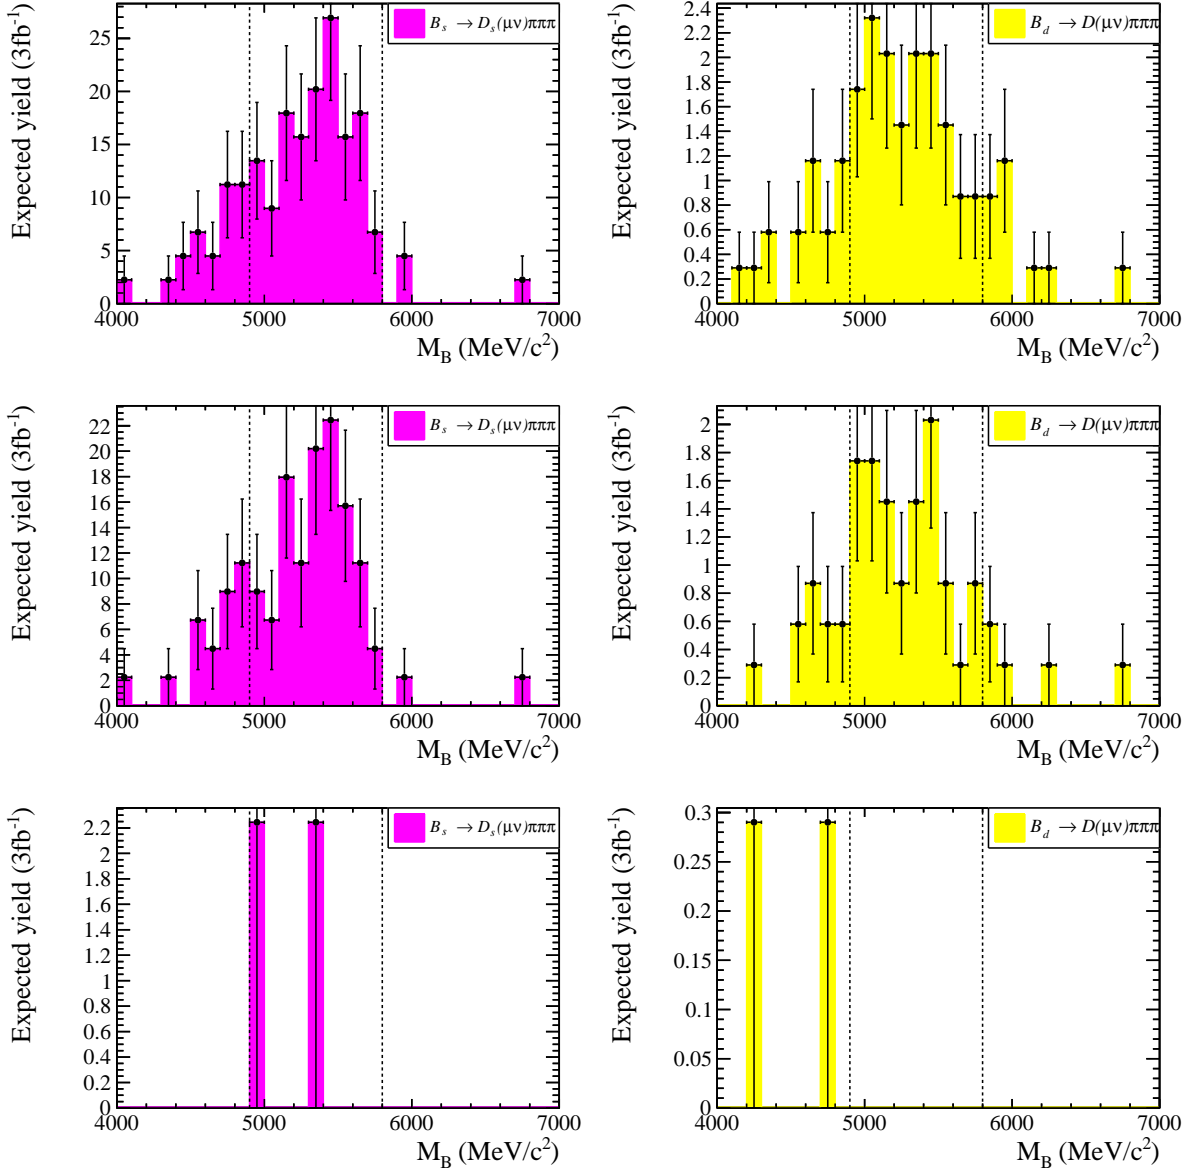 Expected yield (3fb⁻¹)
B_s → D_s(μν)πππ
25
20
15
10
5
0
4000 5000 6000 7000
M_B (MeV/c²)
Expected yield (3fb⁻¹)
B_d → D(μν)πππ
2.4
2.2
2
1.8
1.6
1.4
1.2
1
0.8
0.6
0.4
0.2
0
4000 5000 6000 7000
M_B (MeV/c²)
Expected yield (3fb⁻¹)
B_s → D_s(μν)πππ
22
20
18
16
14
12
10
8
6
4
2
0
4000 5000 6000 7000
M_B (MeV/c²)
Expected yield (3fb⁻¹)
B_d → D(μν)πππ
2
1.8
1.6
1.4
1.2
1
0.8
0.6
0.4
0.2
0
4000 5000 6000 7000
M_B (MeV/c²)
Expected yield (3fb⁻¹)
B_s → D_s(μν)πππ
2.2
2
1.8
1.6
1.4
1.2
1
0.8
0.6
0.4
0.2
0
4000 5000 6000 7000
M_B (MeV/c²)
Expected yield (3fb⁻¹)
B_d → D(μν)πππ
0.3
0.25
0.2
0.15
0.1
0.05
0
4000 5000 6000 7000
M_B (MeV/c²)